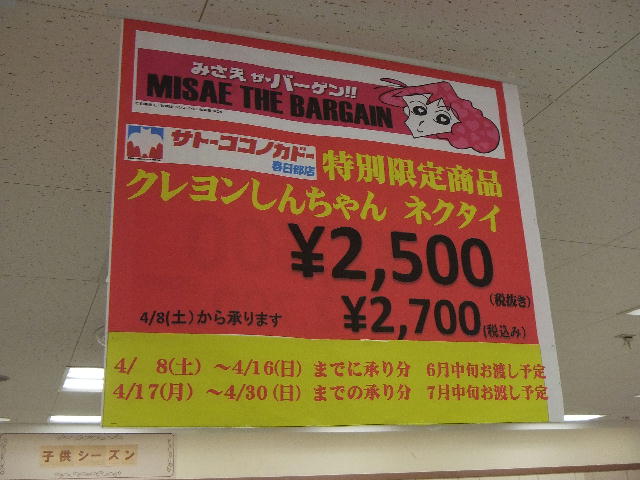 みさえ ザ・バーゲン!!
MISAE THE BARGAIN
サトーココノカドー
春日部店
特別限定商品
クレヨンしんちゃん ネクタイ
¥2,500(税抜き)
4/8(土)から承ります
¥2,700(税込み)
4/ 8(土) ～4/16(日) までに承り分 6月中旬お渡し予定
4/17(月) ～4/30(日) までの承り分 7月中旬お渡し予定
子供シーズン